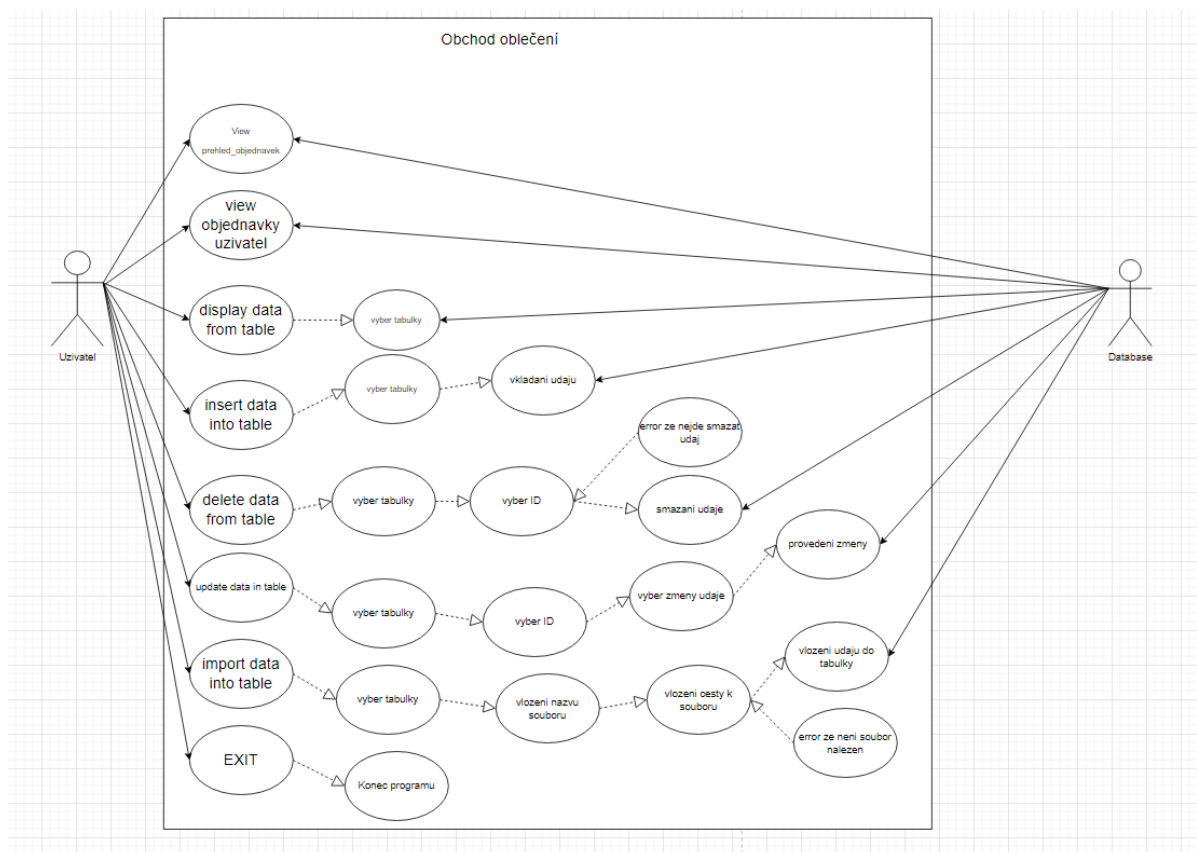 Obchod oblečení
View
prehled_objednavek
view
objednavky
uzivatel
Uzivatel
Database
display data
from table
vyber tabulky
insert data
into table
vyber tabulky
vkladani udaju
error ze nejde smazat
udaj
delete data
from table
vyber tabulky
vyber ID
smazani udaje
provedeni zmeny
update data in table
vyber tabulky
vyber ID
vyber zmeny udaje
import data
into table
vyber tabulky
vlozeni nazvu
souboru
vlozeni cesty k
souboru
vlozeni udaju do
tabulky
error ze neni soubor
nalezen
EXIT
Konec programu